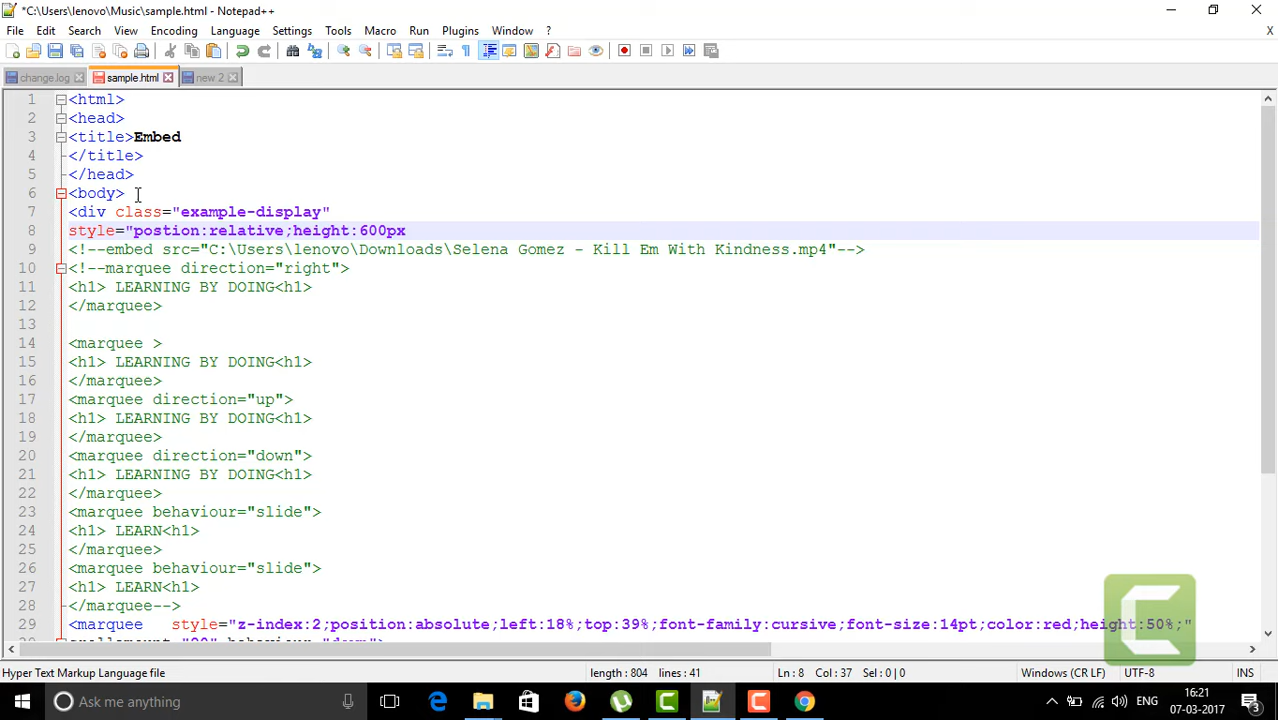 *C:\Users\lenovo\Music\sample.html - Notepad++
File Edit Search View Encoding Language Settings Tools Macro Run Plugins Window ? X
change.log sample.html new 2
1 <html>
2 <head>
3 <title>Embed
4 </title>
5 </head>
6 <body>
7 <div class="example-display"
8 style="postion:relative;height:600px
9 <!--embed src="C:\Users\lenovo\Downloads\Selena Gomez - Kill Em With Kindness.mp4"-->
10 <!--marquee direction="right">
11 <h1> LEARNING BY DOING<h1>
12 </marquee>
13
14 <marquee >
15 <h1> LEARNING BY DOING<h1>
16 </marquee>
17 <marquee direction="up">
18 <h1> LEARNING BY DOING<h1>
19 </marquee>
20 <marquee direction="down">
21 <h1> LEARNING BY DOING<h1>
22 </marquee>
23 <marquee behaviour="slide">
24 <h1> LEARN<h1>
25 </marquee>
26 <marquee behaviour="slide">
27 <h1> LEARN<h1>
28 </marquee-->
29 <marquee   style="z-index:2;position:absolute;left:18%;top:39%;font-family:cursive;font-size:14pt;color:red;height:50%;"
Hyper Text Markup Language file length : 804 lines : 41 Ln : 8 Col : 37 Sel : 0 | 0 Windows (CR LF) UTF-8 INS
Ask me anything ENG 16:21
07-03-2017 3